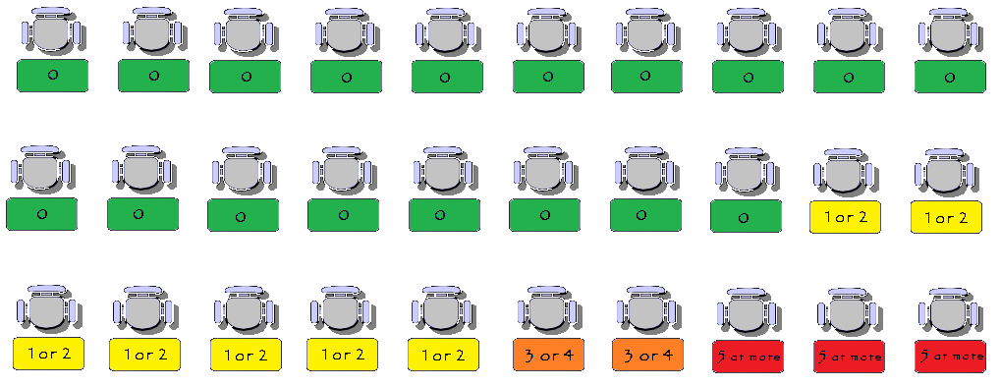 0 0 0 0 0 0 0 0 0 0
0 0 0 0 0 0 0 0 1 or 2 1 or 2
1 or 2 1 or 2 1 or 2 1 or 2 1 or 2 3 or 4 3 or 4 5 or more 5 or more 5 or more